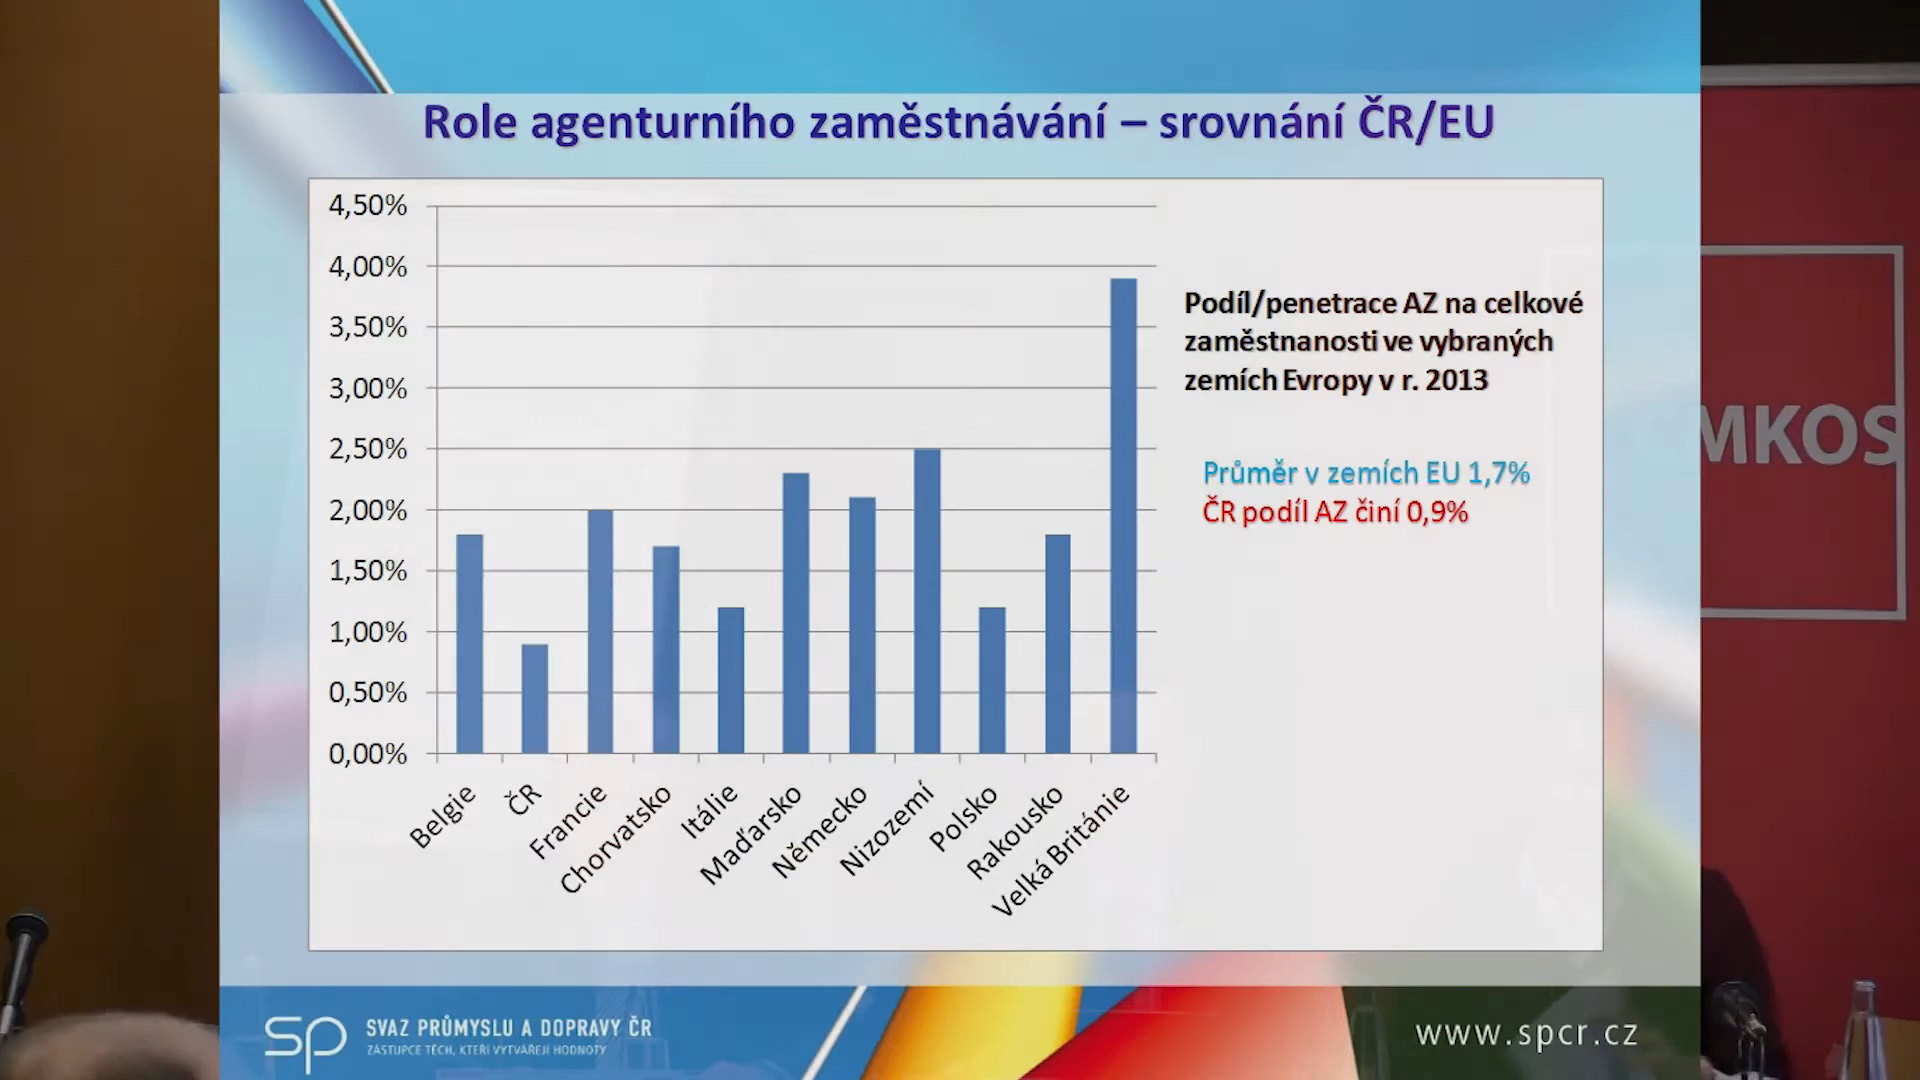 Role agenturního zaměstnávání – srovnání ČR/EU
4,50%
4,00%
3,50%
3,00%
2,50%
2,00%
1,50%
1,00%
0,50%
0,00%
Belgie
ČR
Francie
Chorvatsko
Itálie
Maďarsko
Německo
Nizozemí
Polsko
Rakousko
Velká Británie
Podíl/penetrace AZ na celkové
zaměstnanosti ve vybraných
zemích Evropy v r. 2013
Průměr v zemích EU 1,7%
ČR podíl AZ činí 0,9%
MKOS
SP
SVAZ PRŮMYSLU A DOPRAVY ČR
ZÁSTUPCE TĚCH, KTEŘÍ VYTVÁŘEJÍ HODNOTY
www.spcr.cz